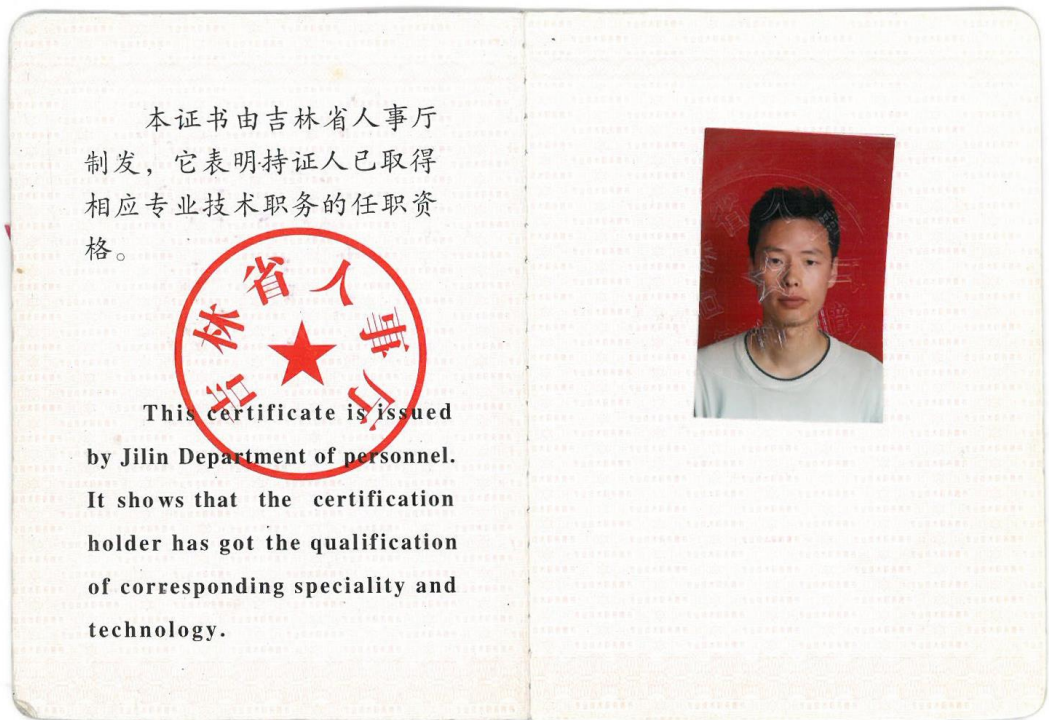 本证书由吉林省人事厅
制发，它表明持证人已取得
相应专业技术职务的任职资
格。
吉林省人事厅
This certificate is issued
by Jilin Department of personnel.
It shows that the certification
holder has got the qualification
of corresponding speciality and
technology.